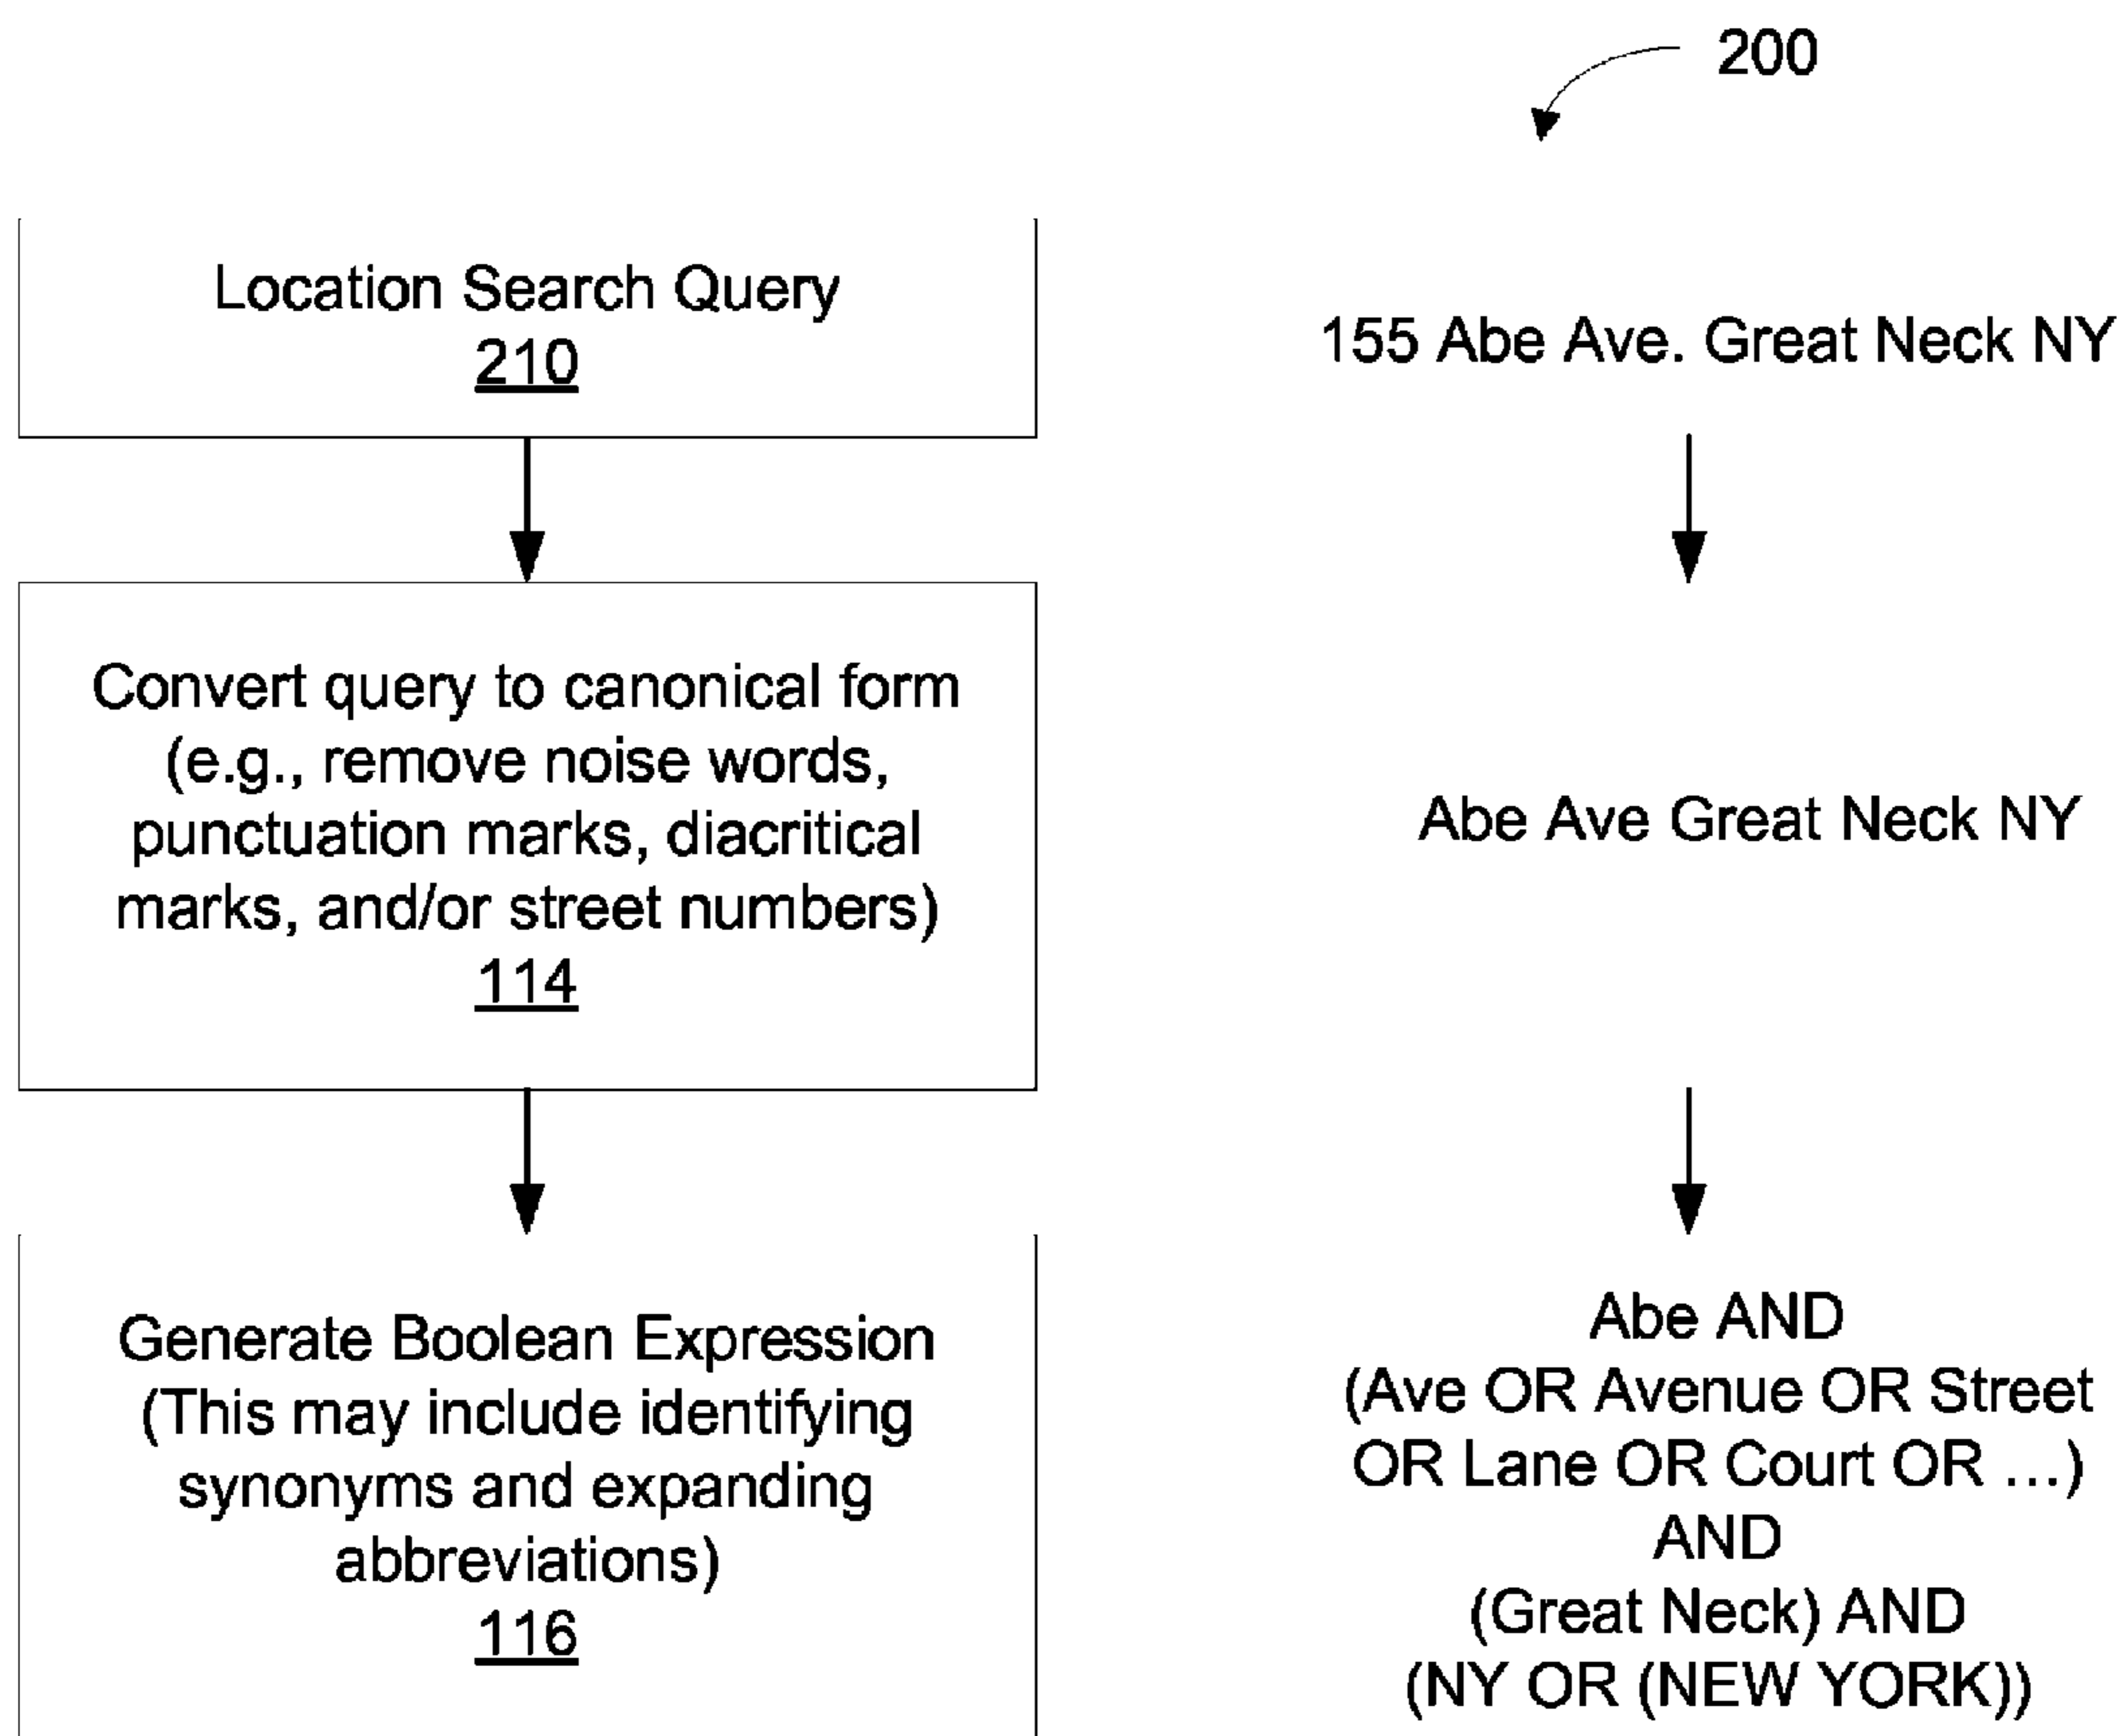 200
Location Search Query
210
155 Abe Ave. Great Neck NY
Convert query to canonical form
(e.g., remove noise words,
punctuation marks, diacritical
marks, and/or street numbers)
114
Abe Ave Great Neck NY
Generate Boolean Expression
(This may include identifying
synonyms and expanding
abbreviations)
116
Abe AND
(Ave OR Avenue OR Street
OR Lane OR Court OR ...)
AND
(Great Neck) AND
(NY OR (NEW YORK))